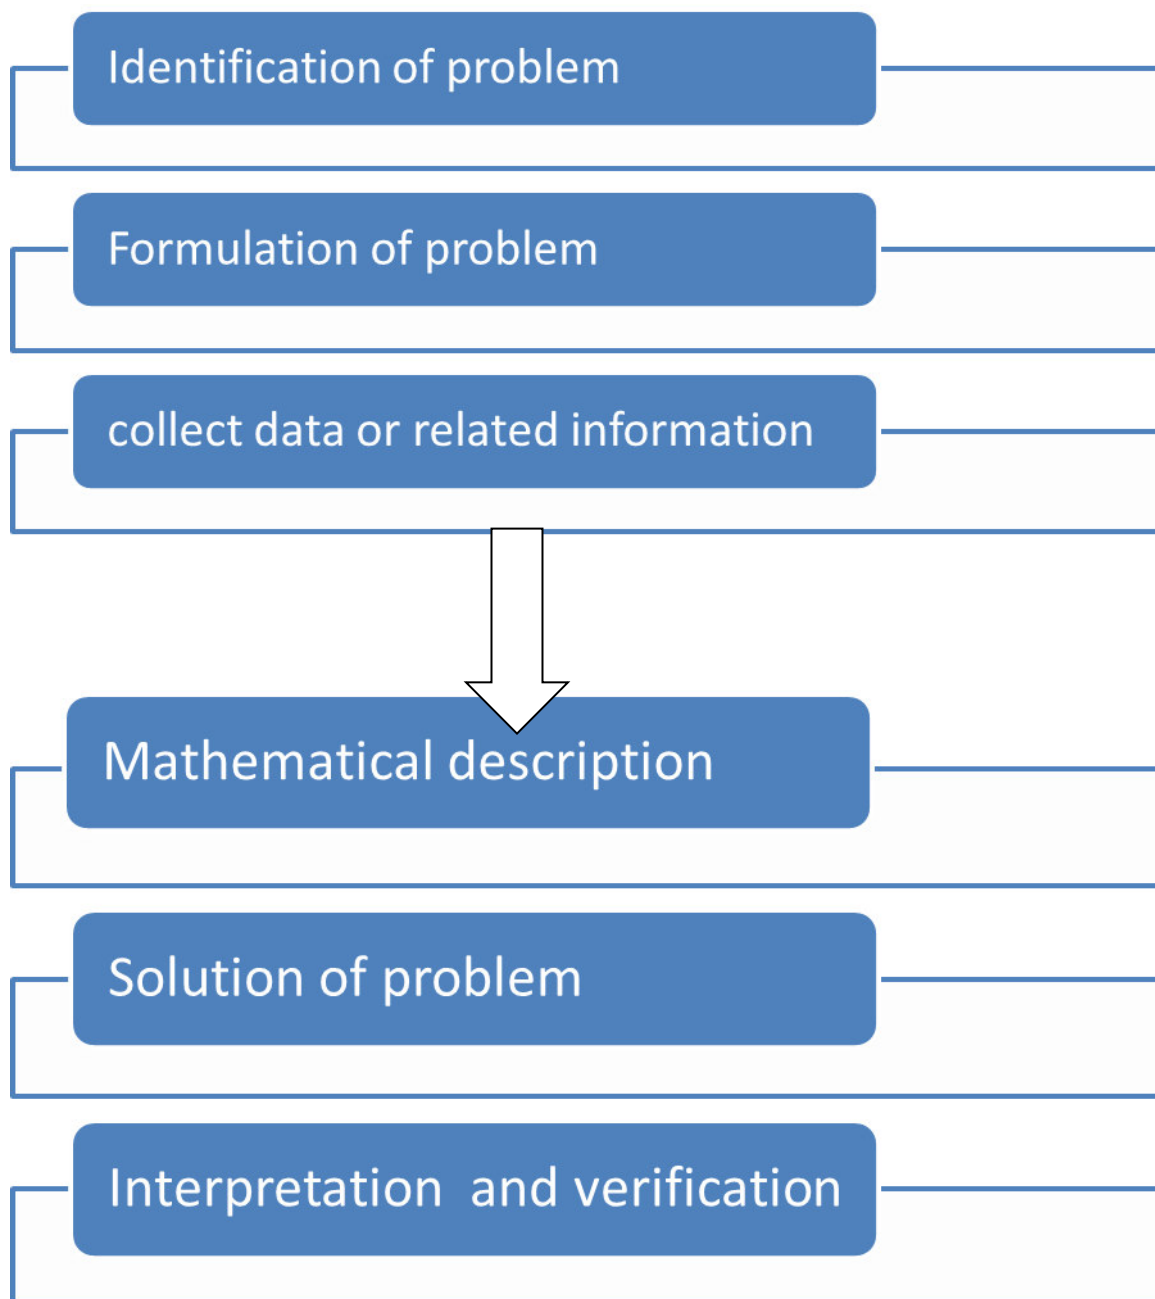 Identification of problem
Formulation of problem
collect data or related information
Mathematical description
Solution of problem
Interpretation  and verification